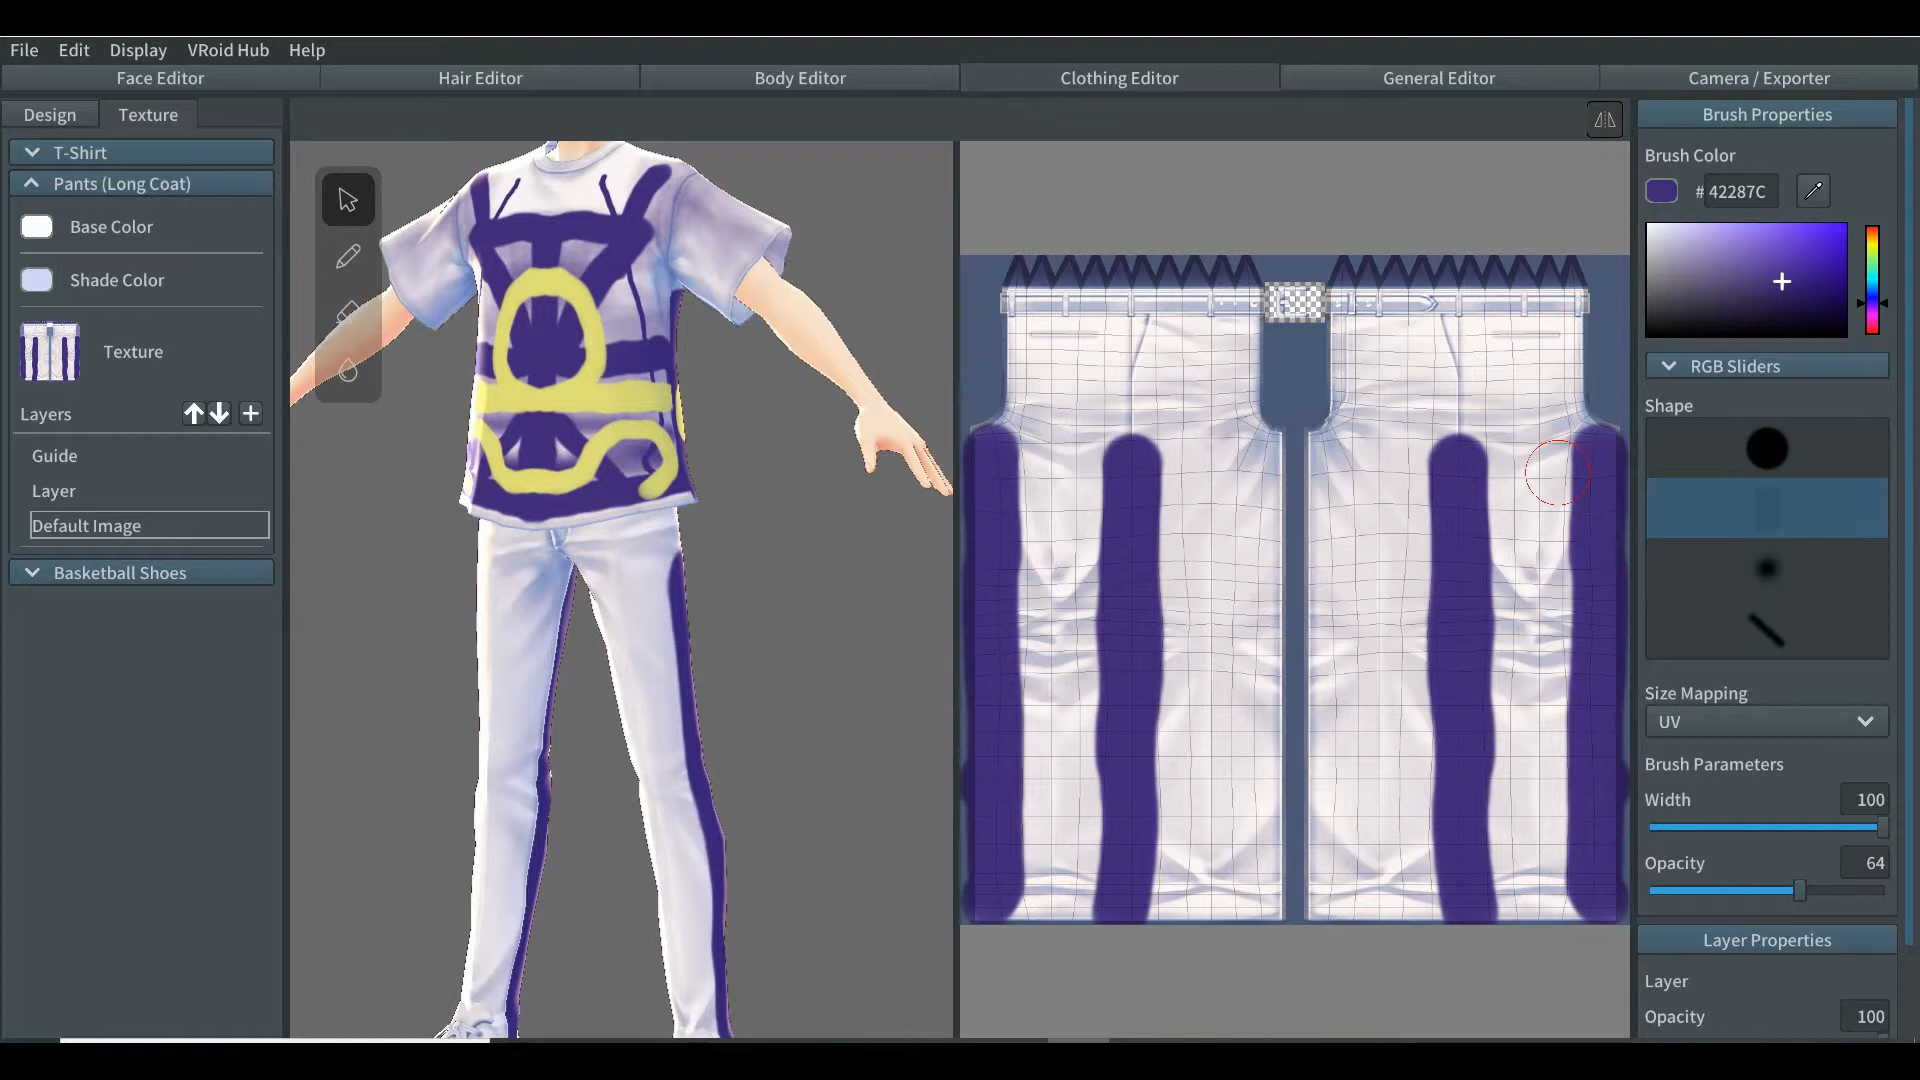 File Edit Display VRoid Hub Help
Face Editor Hair Editor Body Editor Clothing Editor General Editor Camera / Exporter
Design Texture
T-Shirt
Pants (Long Coat)
Base Color
Shade Color
Texture
Layers
Guide
Layer
Default Image
Basketball Shoes
Brush Properties
Brush Color
# 42287C
RGB Sliders
Shape
Size Mapping
UV
Brush Parameters
Width 100
Opacity 64
Layer Properties
Layer
Opacity 100